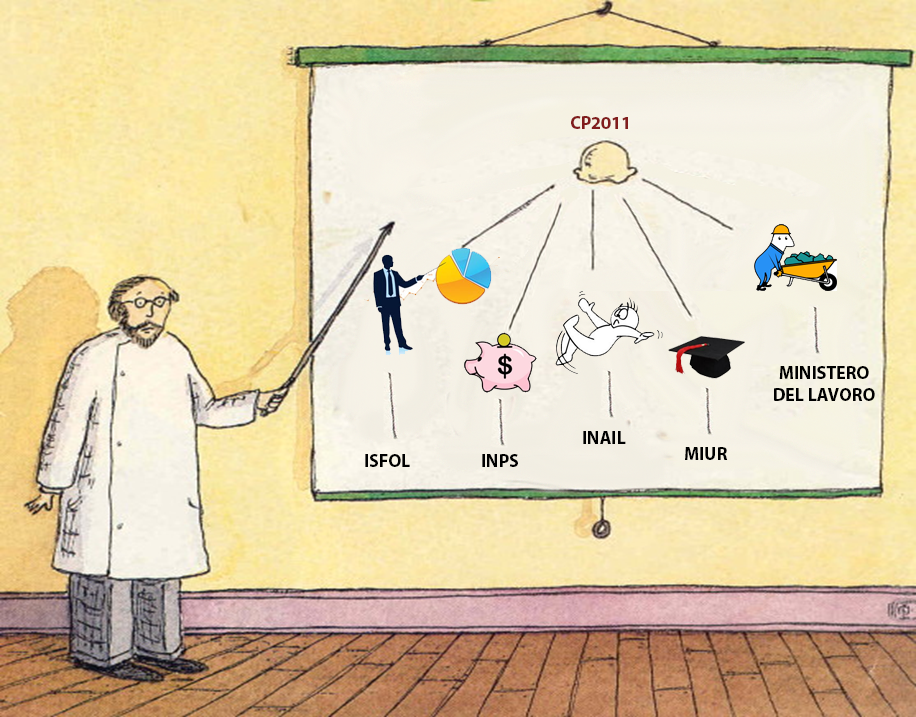 CP2011
$
ISFOL
INPS
INAIL
MIUR
MINISTERO
DEL LAVORO